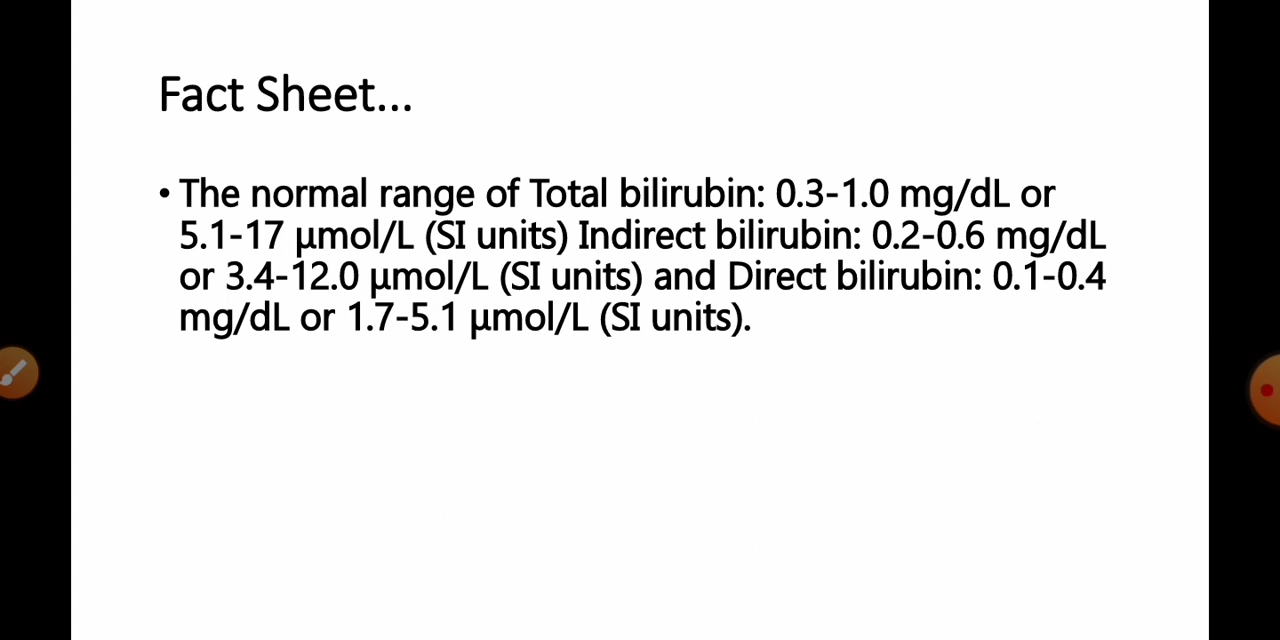 Fact Sheet...
• The normal range of Total bilirubin: 0.3-1.0 mg/dL or
5.1-17 µmol/L (SI units) Indirect bilirubin: 0.2-0.6 mg/dL
or 3.4-12.0 µmol/L (SI units) and Direct bilirubin: 0.1-0.4
mg/dL or 1.7-5.1 µmol/L (SI units).